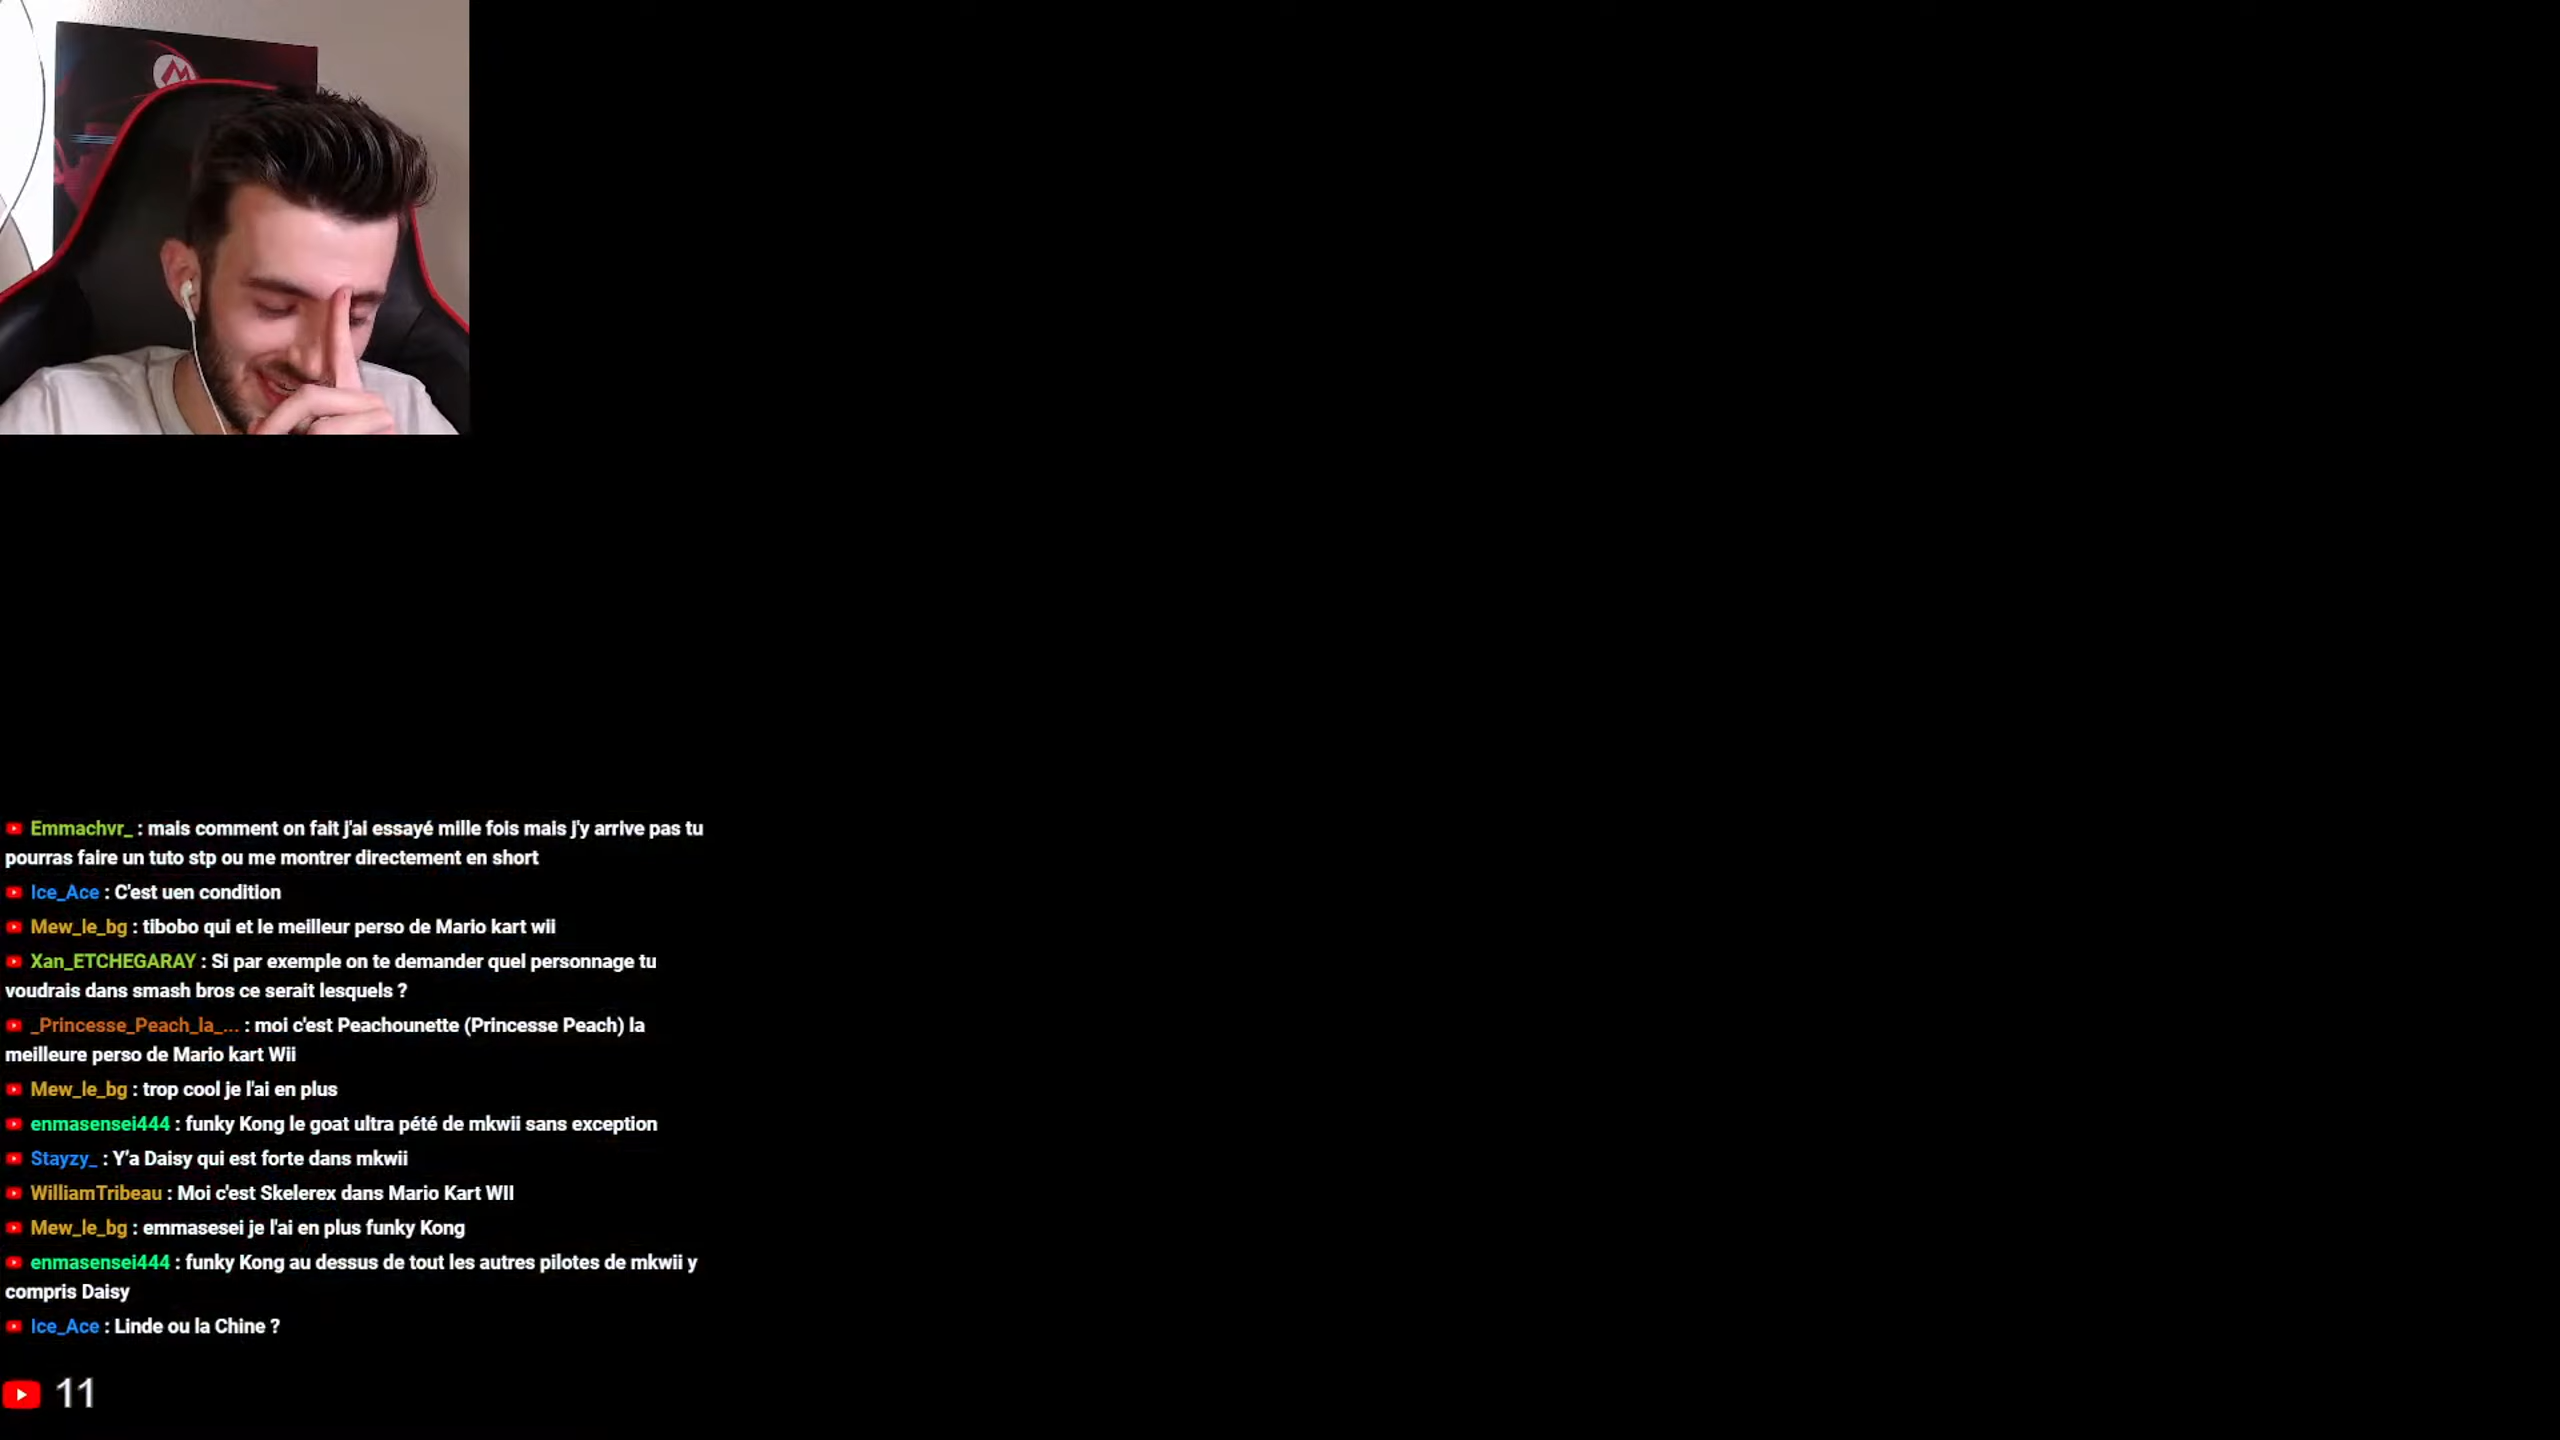 Emmachvr_ : mais comment on fait j'ai essayé mille fois mais j'y arrive pas tu
pourras faire un tuto stp ou me montrer directement en short
Ice_Ace : C'est uen condition
Mew_le_bg : tibobo qui et le meilleur perso de Mario kart wii
Xan_ETCHEGARAY : Si par exemple on te demander quel personnage tu
voudrais dans smash bros ce serait lesquels ?
_Princesse_Peach_la_... : moi c'est Peachounette (Princesse Peach) la
meilleure perso de Mario kart Wii
Mew_le_bg : trop cool je l'ai en plus
enmasensei444 : funky Kong le goat ultra pété de mkwii sans exception
Stayzy_ : Y'a Daisy qui est forte dans mkwii
WilliamTribeau : Moi c'est Skelerex dans Mario Kart WII
Mew_le_bg : emmasesei je l'ai en plus funky Kong
enmasensei444 : funky Kong au dessus de tout les autres pilotes de mkwii y
compris Daisy
Ice_Ace : Linde ou la Chine ?
11